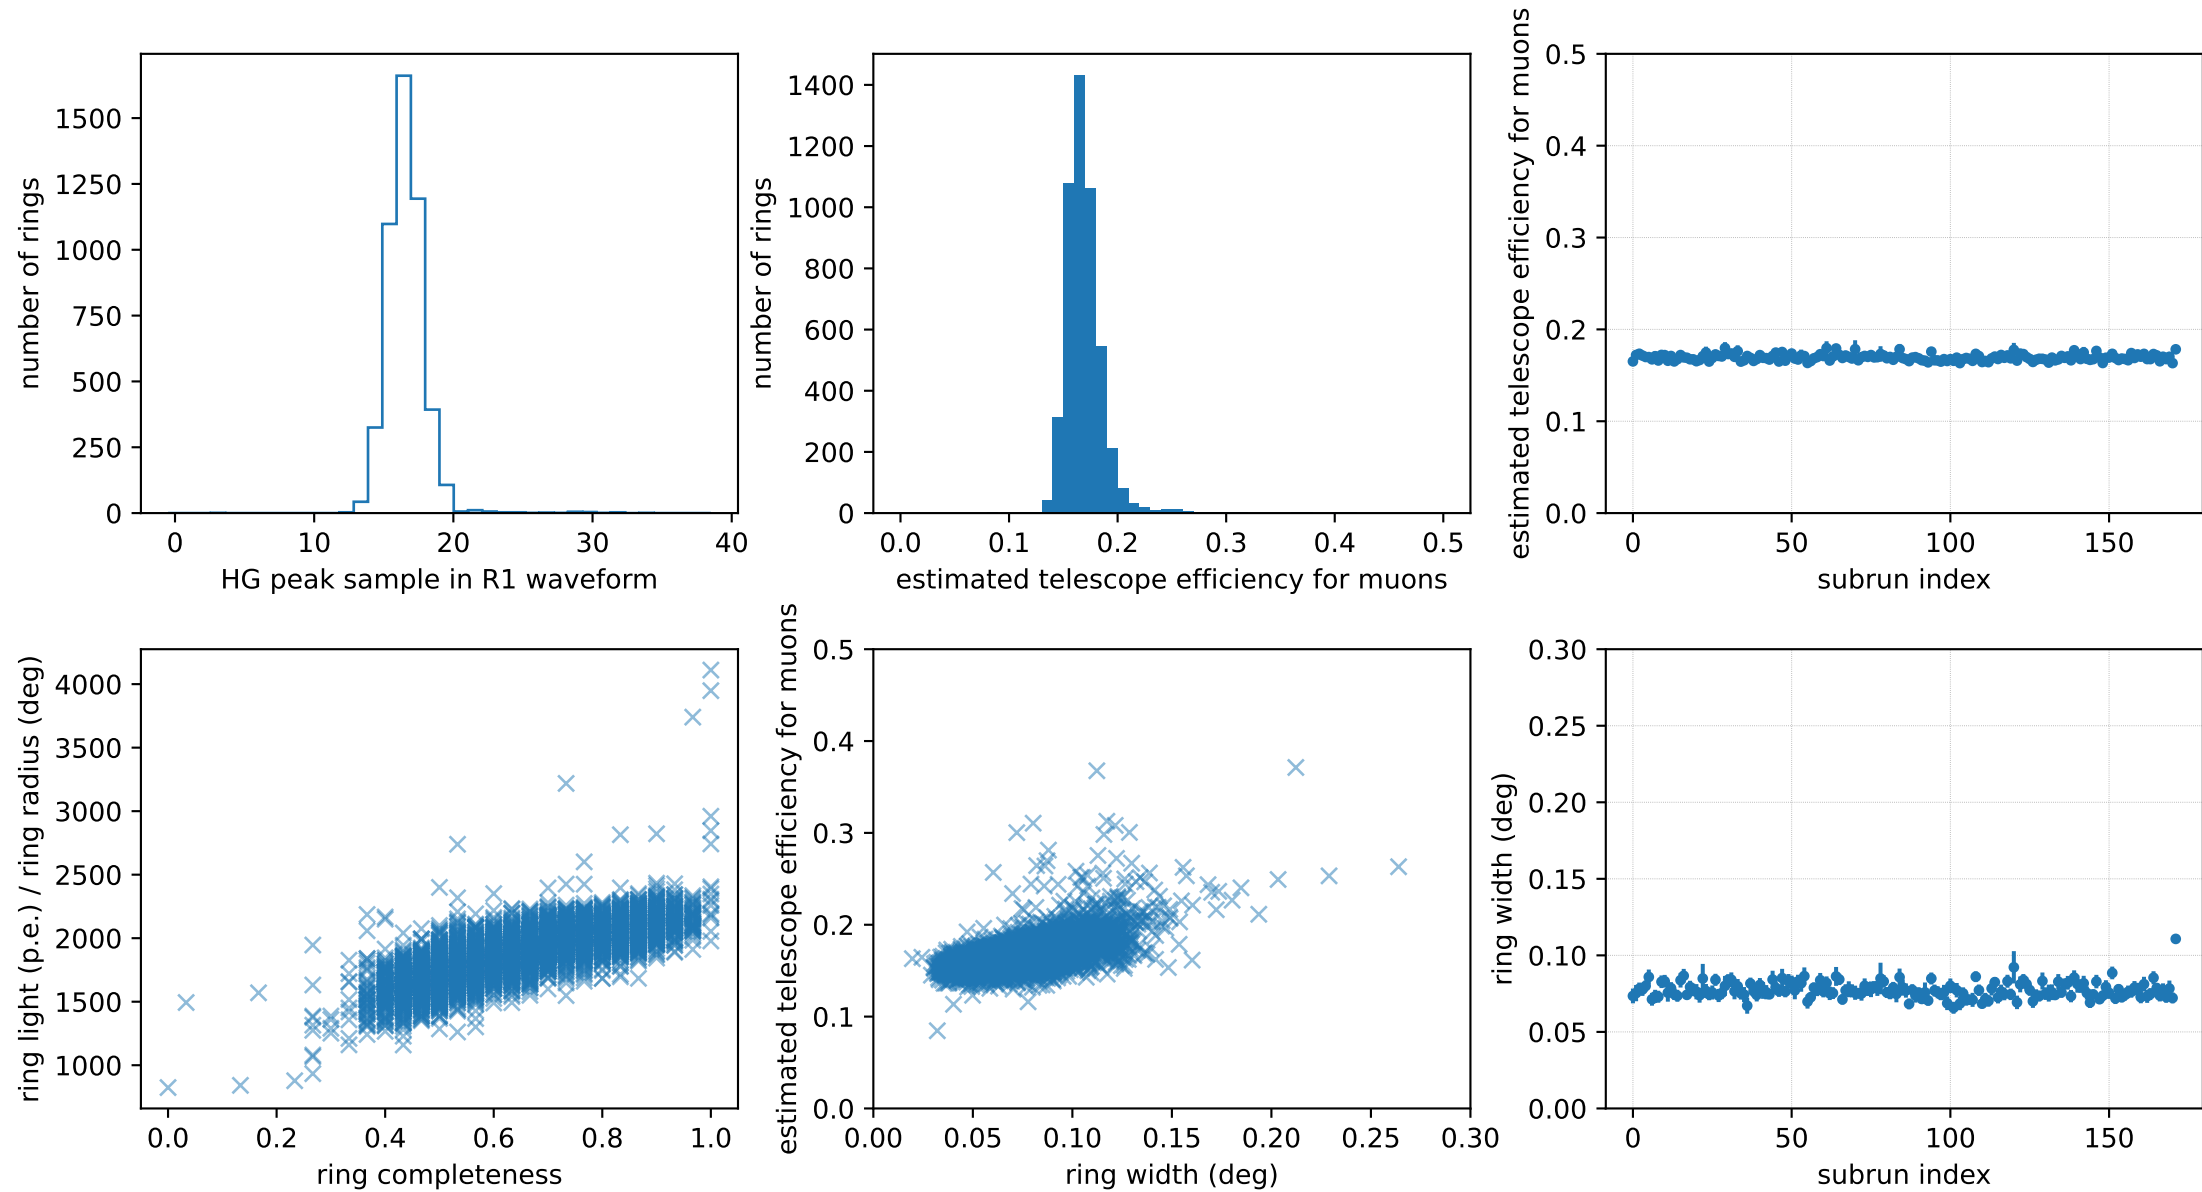 number of rings
1500
1250
1000
750
500
250
0
0 10 20 30 40
HG peak sample in R1 waveform
number of rings
1400
1200
1000
800
600
400
200
0
0.0 0.1 0.2 0.3 0.4 0.5
estimated telescope efficiency for muons
estimated telescope efficiency for muons
0.5
0.4
0.3
0.2
0.1
0.0
0 50 100 150
subrun index
ring light (p.e.) / ring radius (deg)
4000
3500
3000
2500
2000
1500
1000
0.0 0.2 0.4 0.6 0.8 1.0
ring completeness
estimated telescope efficiency for muons
0.5
0.4
0.3
0.2
0.1
0.0
0.00 0.05 0.10 0.15 0.20 0.25 0.30
ring width (deg)
ring width (deg)
0.30
0.25
0.20
0.15
0.10
0.05
0.00
0 50 100 150
subrun index